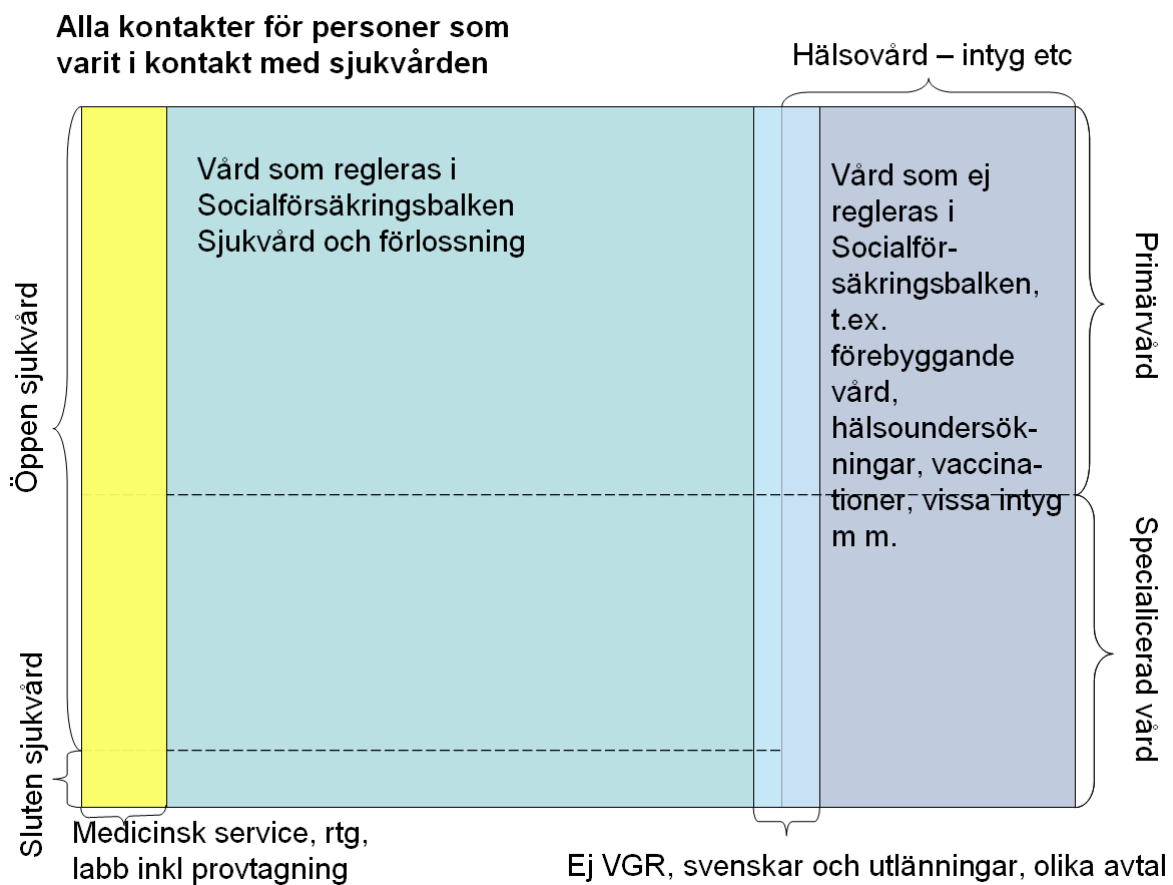 Alla kontakter för personer som
varit i kontakt med sjukvården
Hälsovård – intyg etc
Vård som regleras i
Socialförsäkringsbalken
Sjukvård och förlossning
Vård som ej
regleras i
Socialför-
säkringsbalken,
t.ex.
förebyggande
vård,
hälsoundersök-
ningar, vaccina-
tioner, vissa intyg
m m.
Öppen sjukvård
Sluten sjukvård
Primärvård
Specialicerad vård
Medicinsk service, rtg,
labb inkl provtagning
Ej VGR, svenskar och utlänningar, olika avtal